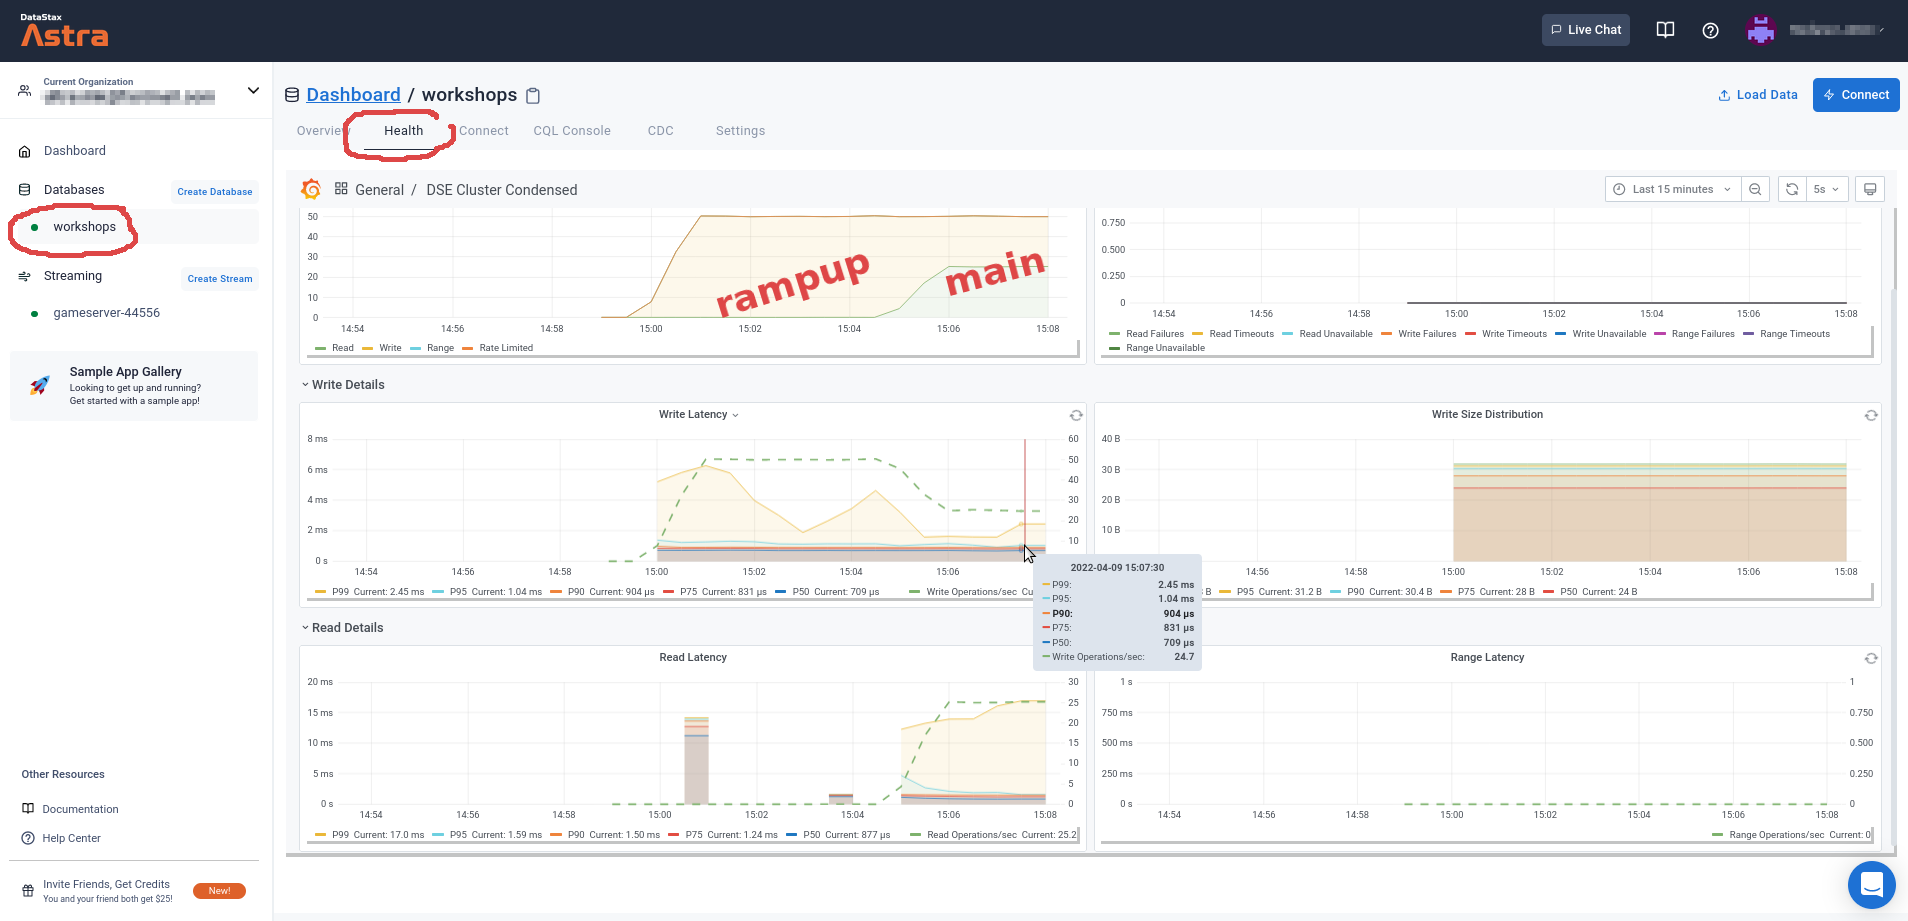 DataStax
Astra
Live Chat
Current Organization
Dashboard / workshops
Load Data
Connect
Overview
Health
Connect
CQL Console
CDC
Settings
Dashboard
Databases
Create Database
workshops
Streaming
Create Stream
gameserver-44556
Sample App Gallery
Looking to get up and running?
Get started with a sample app!
Other Resources
Documentation
Help Center
Invite Friends, Get Credits
You and your friend both get $25!
New!
General / DSE Cluster Condensed
Last 15 minutes
5s
50
40
30
20
10
0
14:54 14:56 14:58 15:00 15:02 15:04 15:06 15:08
rampup
main
Read Write Range Rate Limited
0.750
0.500
0.250
0
14:54 14:56 14:58 15:00 15:02 15:04 15:06 15:08
Read Failures Read Timeouts Read Unavailable Write Failures Write Timeouts Write Unavailable Range Failures Range Timeouts
Range Unavailable
Write Details
Write Latency
8 ms
6 ms
4 ms
2 ms
0 s
60
50
40
30
20
10
14:54 14:56 14:58 15:00 15:02 15:04 15:06
P99 Current: 2.45 ms P95 Current: 1.04 ms P90 Current: 904 µs P75 Current: 831 µs P50 Current: 709 µs Write Operations/sec Cu
2022-04-09 15:07:30
P99: 2.45 ms
P95: 1.04 ms
P90: 904 µs
P75: 831 µs
P50: 709 µs
Write Operations/sec: 24.7
Write Size Distribution
40 B
30 B
20 B
10 B
14:56 14:58 15:00 15:02 15:04 15:06 15:08
B P95 Current: 31.2 B P90 Current: 30.4 B P75 Current: 28 B P50 Current: 24 B
Read Details
Read Latency
20 ms
15 ms
10 ms
5 ms
0 s
30
25
20
15
10
5
0
14:54 14:56 14:58 15:00 15:02 15:04 15:06 15:08
P99 Current: 17.0 ms P95 Current: 1.59 ms P90 Current: 1.50 ms P75 Current: 1.24 ms P50 Current: 877 µs Read Operations/sec Current: 25.2
Range Latency
1 s
750 ms
500 ms
250 ms
0 s
1
0.750
0.500
0.250
0
14:54 14:56 14:58 15:00 15:02 15:04 15:06 15:08
Range Operations/sec Current: 0